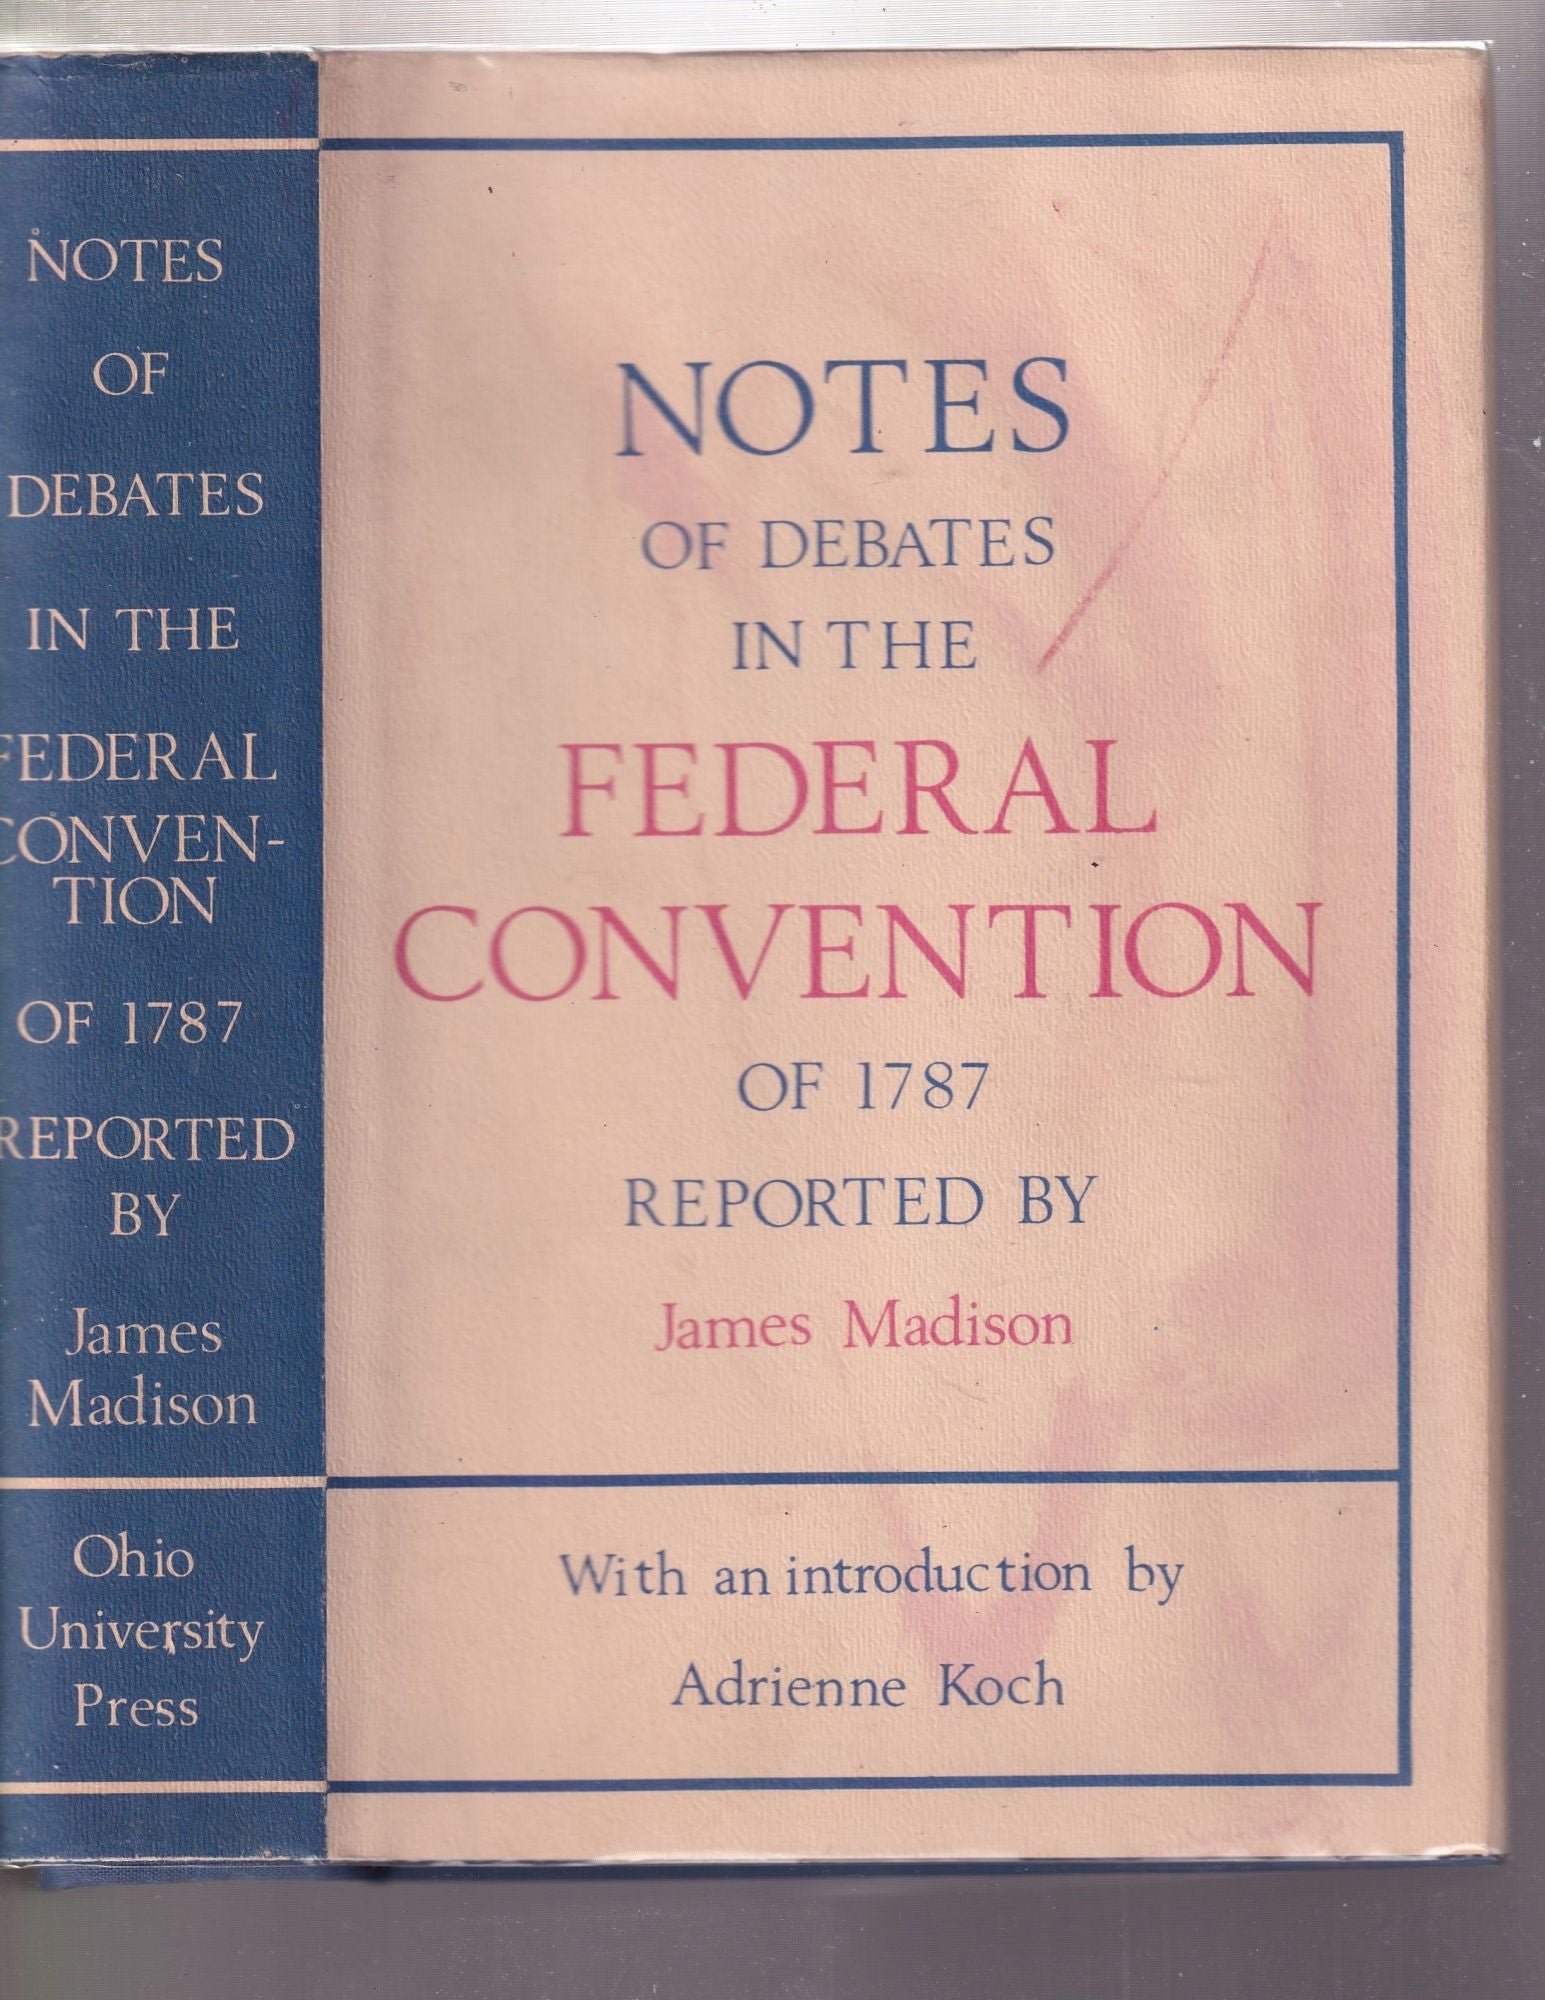 NOTES
OF
DEBATES
IN THE
FEDERAL
CONVEN-
TION
OF 1787
REPORTED
BY
James
Madison
Ohio
University
Press
NOTES
OF DEBATES
IN THE
FEDERAL
CONVENTION
OF 1787
REPORTED BY
James Madison
With an introduction by
Adrienne Koch